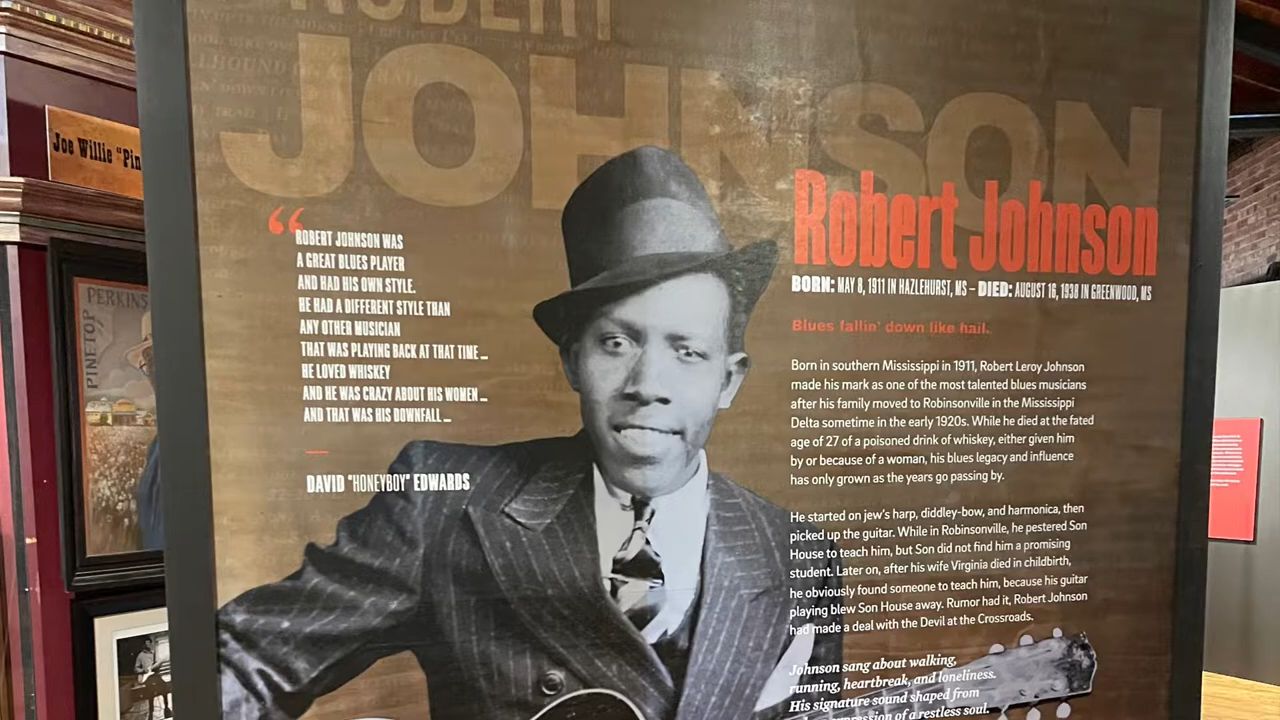 ROBERT
JOHNSON
Joe Willie "Pin
PERKINS
PINETOP
“
ROBERT JOHNSON WAS
A GREAT BLUES PLAYER
AND HAD HIS OWN STYLE.
HE HAD A DIFFERENT STYLE THAN
ANY OTHER MUSICIAN
THAT WAS PLAYING BACK AT THAT TIME ...
HE LOVED WHISKEY
AND HE WAS CRAZY ABOUT HIS WOMEN ...
AND THAT WAS HIS DOWNFALL ...
DAVID "HONEYBOY" EDWARDS
Robert Johnson
BORN: MAY 8, 1911 IN HAZLEHURST, MS – DIED: AUGUST 16, 1938 IN GREENWOOD, MS
Blues fallin' down like hail.
Born in southern Mississippi in 1911, Robert Leroy Johnson
made his mark as one of the most talented blues musicians
after his family moved to Robinsonville in the Mississippi
Delta sometime in the early 1920s. While he died at the fated
age of 27 of a poisoned drink of whiskey, either given him
by or because of a woman, his blues legacy and influence
has only grown as the years go passing by.
He started on jew's harp, diddley-bow, and harmonica, then
picked up the guitar. While in Robinsonville, he pestered Son
House to teach him, but Son did not find him a promising
student. Later on, after his wife Virginia died in childbirth,
he obviously found someone to teach him, because his guitar
playing blew Son House away. Rumor had it, Robert Johnson
had made a deal with the Devil at the Crossroads.
Johnson sang about walking,
running, heartbreak, and loneliness.
His signature sound shaped from
expression of a restless soul.